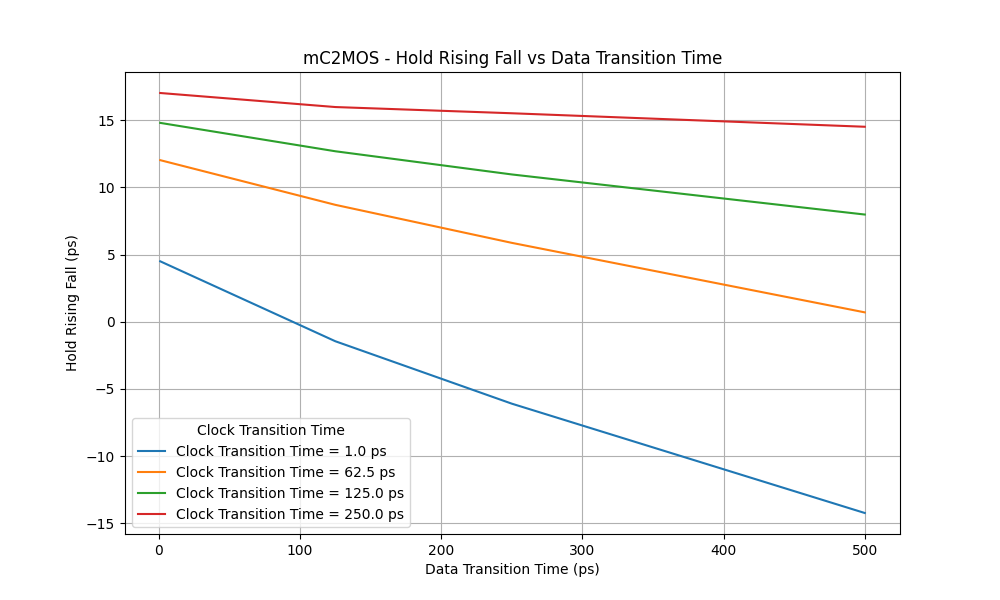 mC2MOS - Hold Rising Fall vs Data Transition Time
Hold Rising Fall (ps)
15
10
5
0
−5
−10
−15
Clock Transition Time
Clock Transition Time = 1.0 ps
Clock Transition Time = 62.5 ps
Clock Transition Time = 125.0 ps
Clock Transition Time = 250.0 ps
0 100 200 300 400 500
Data Transition Time (ps)